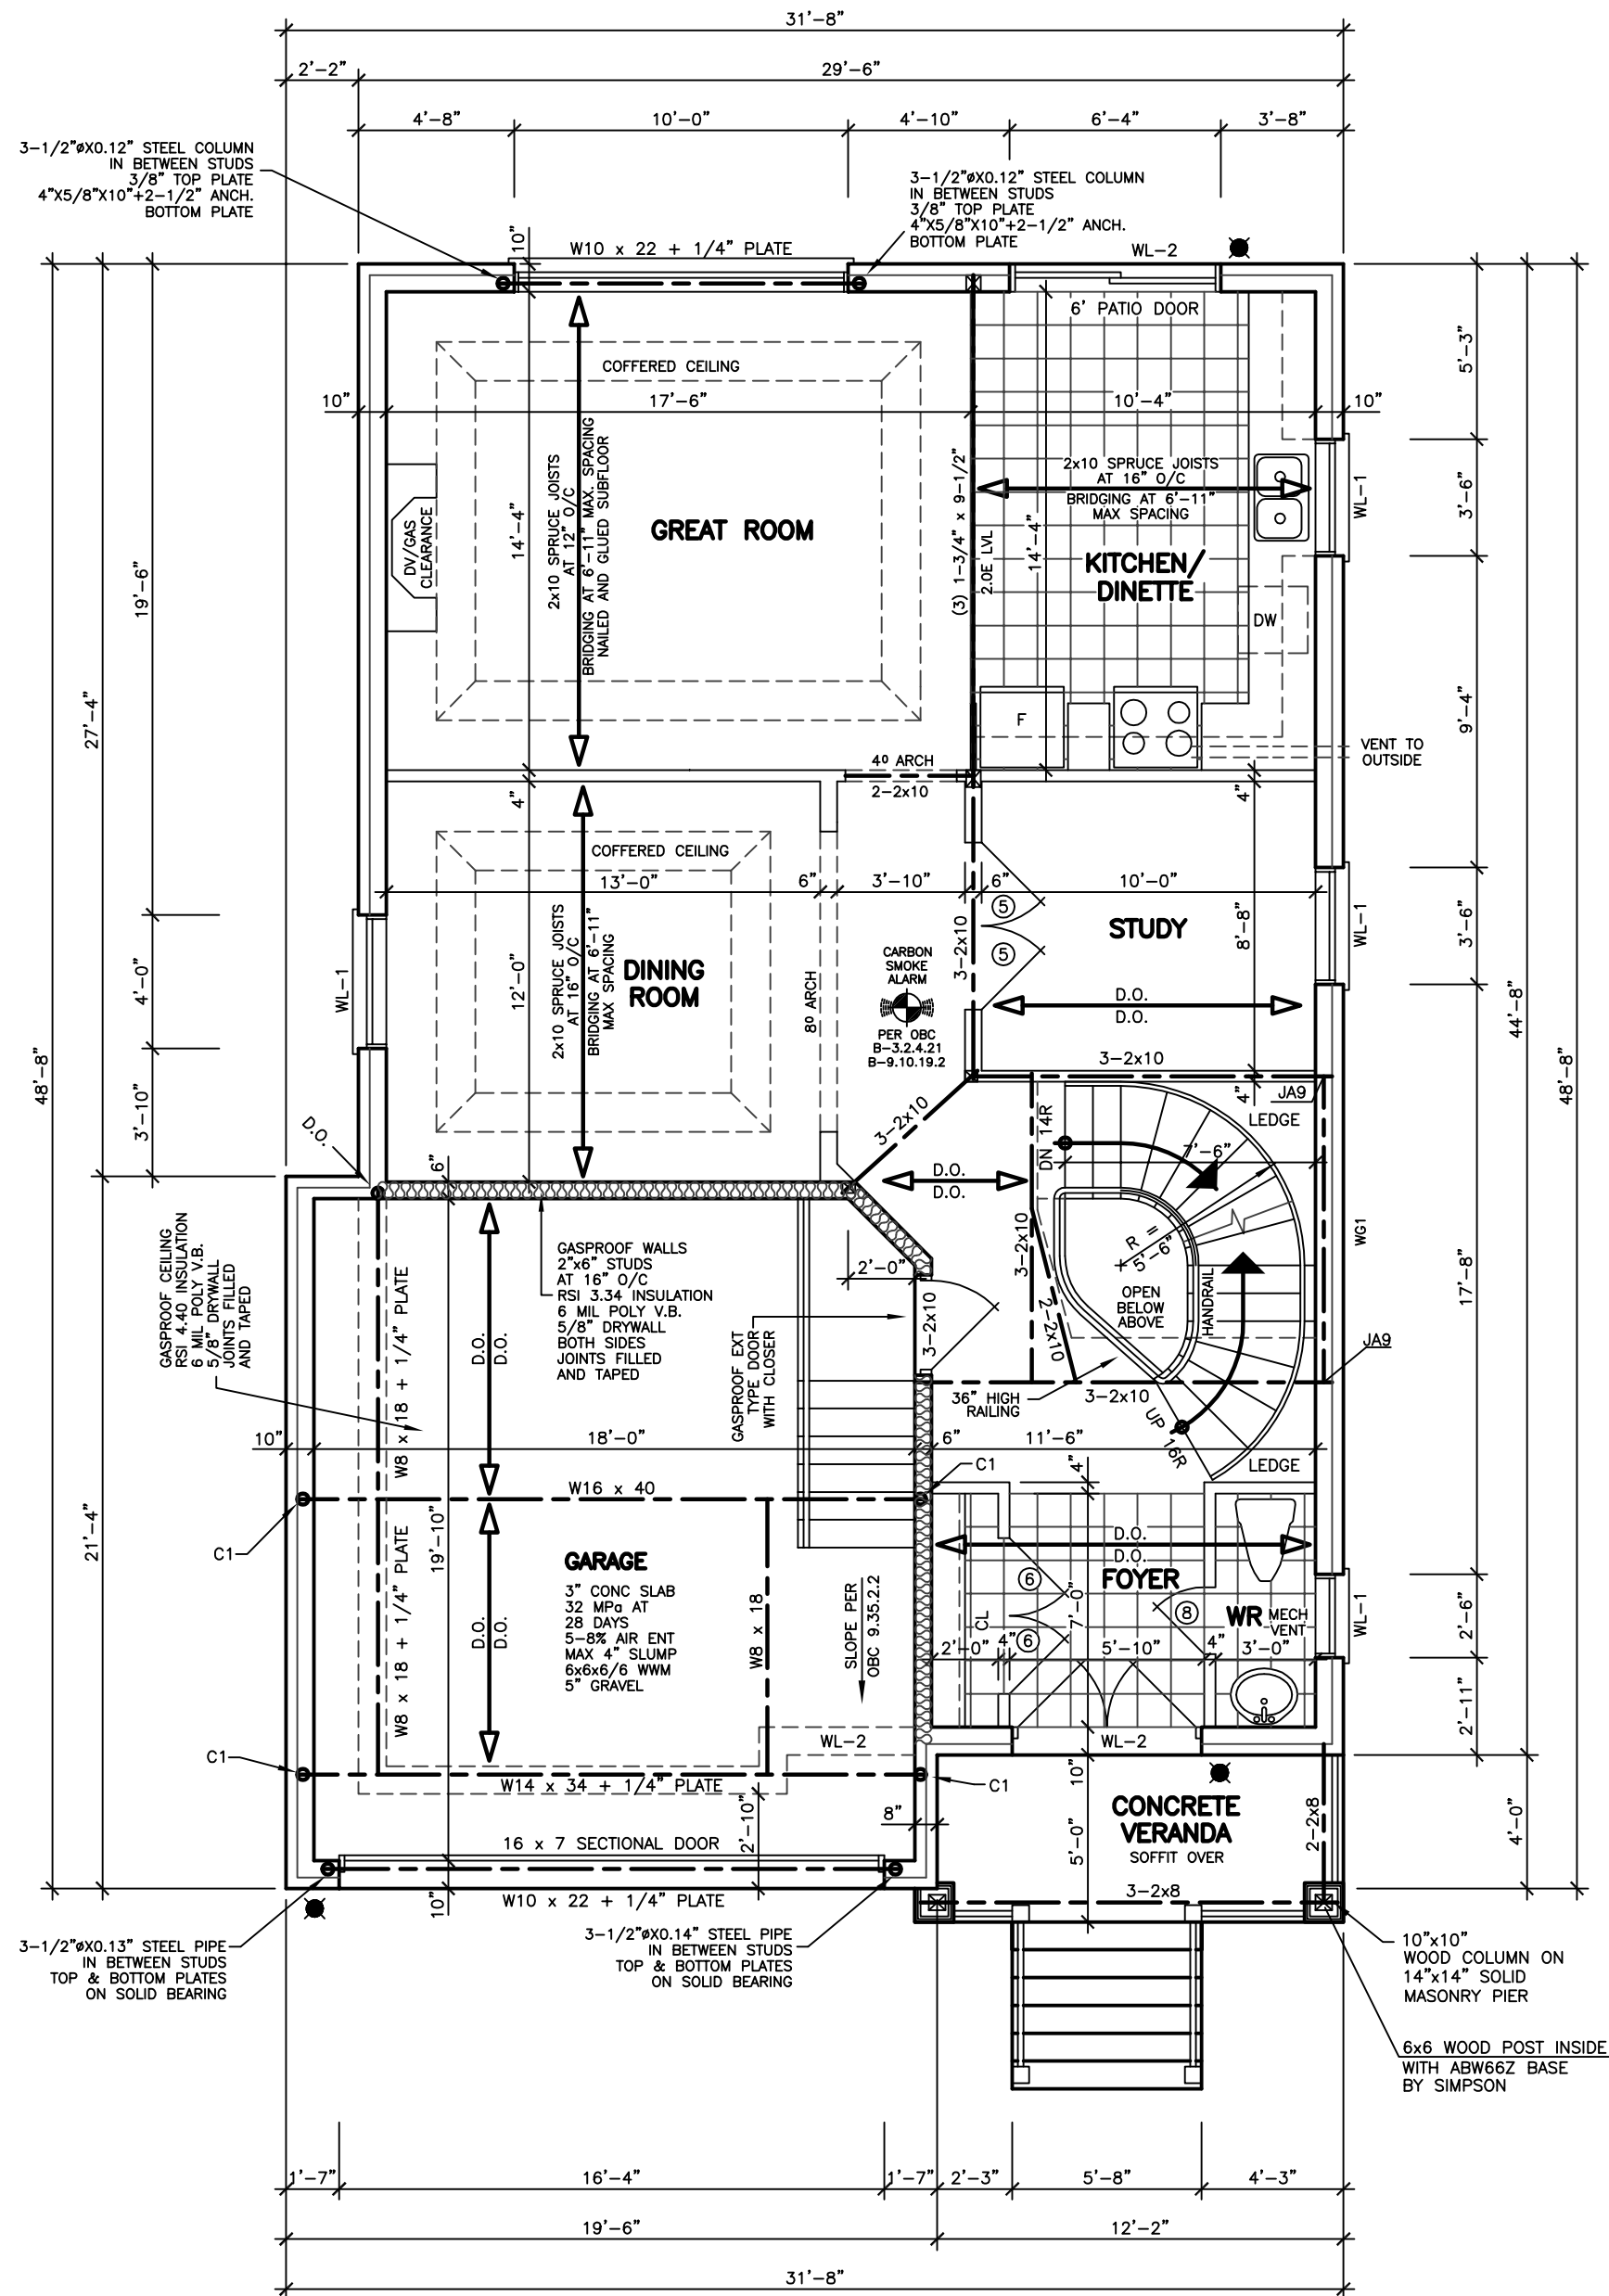 31'-8"
2'-2"
29'-6"
4'-8"
10'-0"
4'-10"
6'-4"
3'-8"
3-1/2"øX0.12" STEEL COLUMN
IN BETWEEN STUDS
3/8" TOP PLATE
4"X5/8"X10"+2-1/2" ANCH.
BOTTOM PLATE
3-1/2"øX0.12" STEEL COLUMN
IN BETWEEN STUDS
3/8" TOP PLATE
4"X5/8"X10"+2-1/2" ANCH.
BOTTOM PLATE
10"
W10 x 22 + 1/4" PLATE
WL-2
6' PATIO DOOR
COFFERED CEILING
10"
17'-6"
10'-4"
10"
5'-3"
2x10 SPRUCE JOISTS
AT 12" O/C
BRIDGING AT 6'-11" MAX. SPACING
NAILED AND GLUED SUBFLOOR
14'-4"
GREAT ROOM
DV/GAS
CLEARANCE
(3) 1-3/4" x 9-1/2"
2.0E LVL
14'-4"
2x10 SPRUCE JOISTS
AT 16" O/C
BRIDGING AT 6'-11"
MAX SPACING
KITCHEN/
DINETTE
DW
WL-1
3'-6"
19'-6"
27'-4"
48'-8"
9'-4"
F
VENT TO
OUTSIDE
4⁰ ARCH
2-2x10
4"
4"
COFFERED CEILING
13'-0"
6"
3'-10"
6"
10'-0"
5
5
3-2x10
STUDY
8'-8"
WL-1
3'-6"
44'-8"
48'-8"
WL-1
4'-0"
12'-0"
2x10 SPRUCE JOISTS
AT 16" O/C
BRIDGING AT 6'-11"
MAX SPACING
DINING
ROOM
8⁰ ARCH
CARBON
SMOKE
ALARM
PER OBC
B-3.2.4.21
B-9.10.19.2
D.O.
D.O.
3-2x10
3'-10"
D.O.
6"
3-2x10
4"
JA9
LEDGE
DN 14R
7'-6"
D.O.
D.O.
3-2x10
2-2x10
R = 5'-6"
OPEN
BELOW
ABOVE
HANDRAIL
WG1
17'-8"
GASPROOF CEILING
RSI 4.40 INSULATION
6 MIL POLY V.B.
5/8" DRYWALL
JOINTS FILLED
AND TAPED
W8 x 18 + 1/4" PLATE
D.O.
D.O.
GASPROOF WALLS
2"x6" STUDS
AT 16" O/C
RSI 3.34 INSULATION
6 MIL POLY V.B.
5/8" DRYWALL
BOTH SIDES
JOINTS FILLED
AND TAPED
2'-0"
3-2x10
GASPROOF EXT
TYPE DOOR
WITH CLOSER
36" HIGH
RAILING
3-2x10
JA9
UP 16R
LEDGE
10"
18'-0"
6"
11'-6"
4"
C1
W16 x 40
C1
21'-4"
W8 x 18 + 1/4" PLATE
19'-10"
D.O.
D.O.
GARAGE
3" CONC SLAB
32 MPa AT
28 DAYS
5-8% AIR ENT
MAX 4" SLUMP
6x6x6/6 WWM
5" GRAVEL
W8 x 18
SLOPE PER
OBC 9.35.2.2
D.O.
D.O.
FOYER
6
6
8
CL
7'-0"
WR
MECH
VENT
2'-0"
4"
5'-10"
4"
3'-0"
WL-1
2'-6"
2'-11"
C1
WL-2
WL-2
W14 x 34 + 1/4" PLATE
C1
2'-10"
8"
10"
CONCRETE
VERANDA
SOFFIT OVER
5'-0"
2-2x8
4'-0"
16 x 7 SECTIONAL DOOR
3-2x8
10"
W10 x 22 + 1/4" PLATE
3-1/2"øX0.13" STEEL PIPE
IN BETWEEN STUDS
TOP & BOTTOM PLATES
ON SOLID BEARING
3-1/2"øX0.14" STEEL PIPE
IN BETWEEN STUDS
TOP & BOTTOM PLATES
ON SOLID BEARING
10"x10"
WOOD COLUMN ON
14"x14" SOLID
MASONRY PIER
6x6 WOOD POST INSIDE
WITH ABW66Z BASE
BY SIMPSON
1'-7"
16'-4"
1'-7"
2'-3"
5'-8"
4'-3"
19'-6"
12'-2"
31'-8"